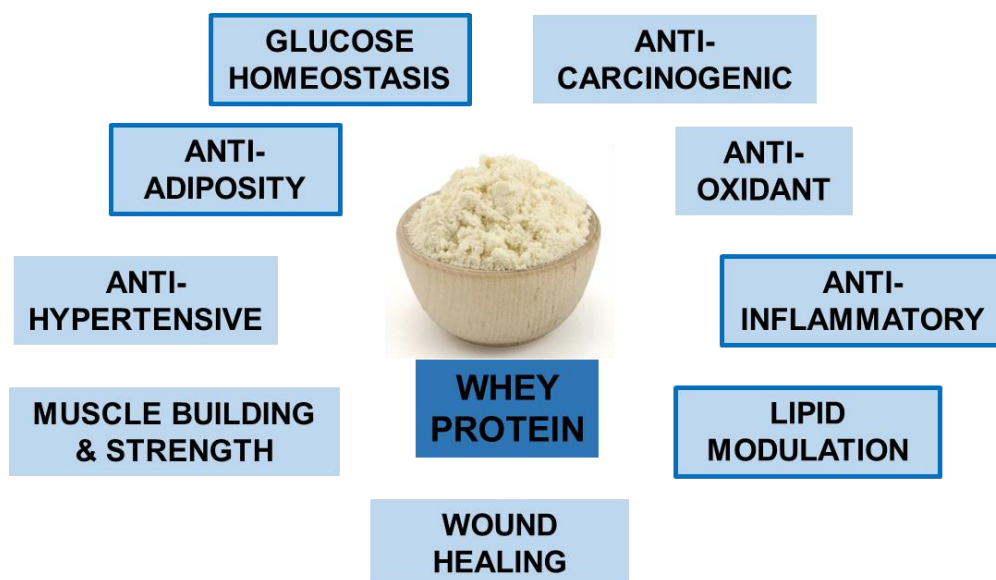 GLUCOSE
HOMEOSTASIS
ANTI-
CARCINOGENIC
ANTI-
ADIPOSITY
ANTI-
OXIDANT
ANTI-
HYPERTENSIVE
ANTI-
INFLAMMATORY
WHEY
PROTEIN
MUSCLE BUILDING
& STRENGTH
LIPID
MODULATION
WOUND
HEALING